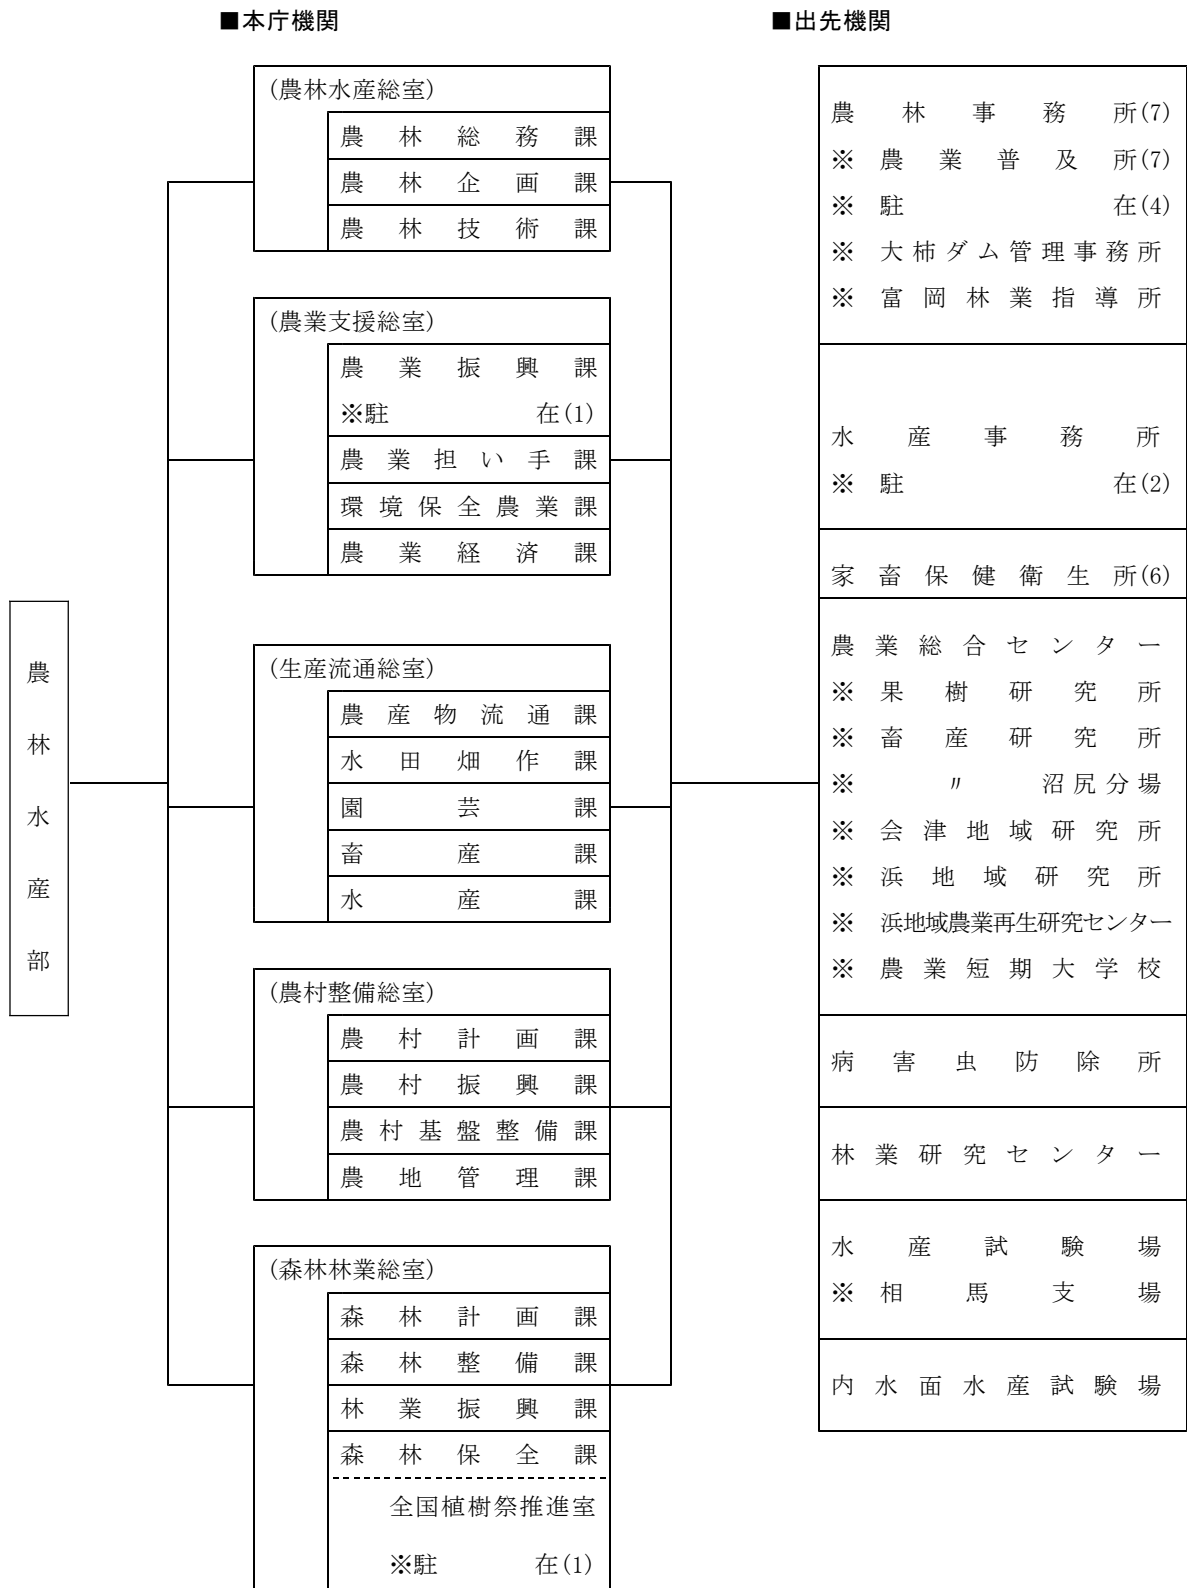 ■本庁機関
■出先機関
農林水産部
(農林水産総室)
農林総務課
農林企画課
農林技術課
(農業支援総室)
農業振興課
※駐在(1)
農業担い手課
環境保全農業課
農業経済課
(生産流通総室)
農産物流通課
水田畑作課
園芸課
畜産課
水産課
(農村整備総室)
農村計画課
農村振興課
農村基盤整備課
農地管理課
(森林林業総室)
森林計画課
森林整備課
林業振興課
森林保全課
全国植樹祭推進室
※駐在(1)
農林事務所(7)
※ 農業普及所(7)
※ 駐在(4)
※ 大柿ダム管理事務所
※ 富岡林業指導所
水産事務所
※ 駐在(2)
家畜保健衛生所(6)
農業総合センター
※ 果樹研究所
※ 畜産研究所
※ 〃 沼尻分場
※ 会津地域研究所
※ 浜地域研究所
※ 浜地域農業再生研究センター
※ 農業短期大学校
病害虫防除所
林業研究センター
水産試験場
※ 相馬支場
内水面水産試験場